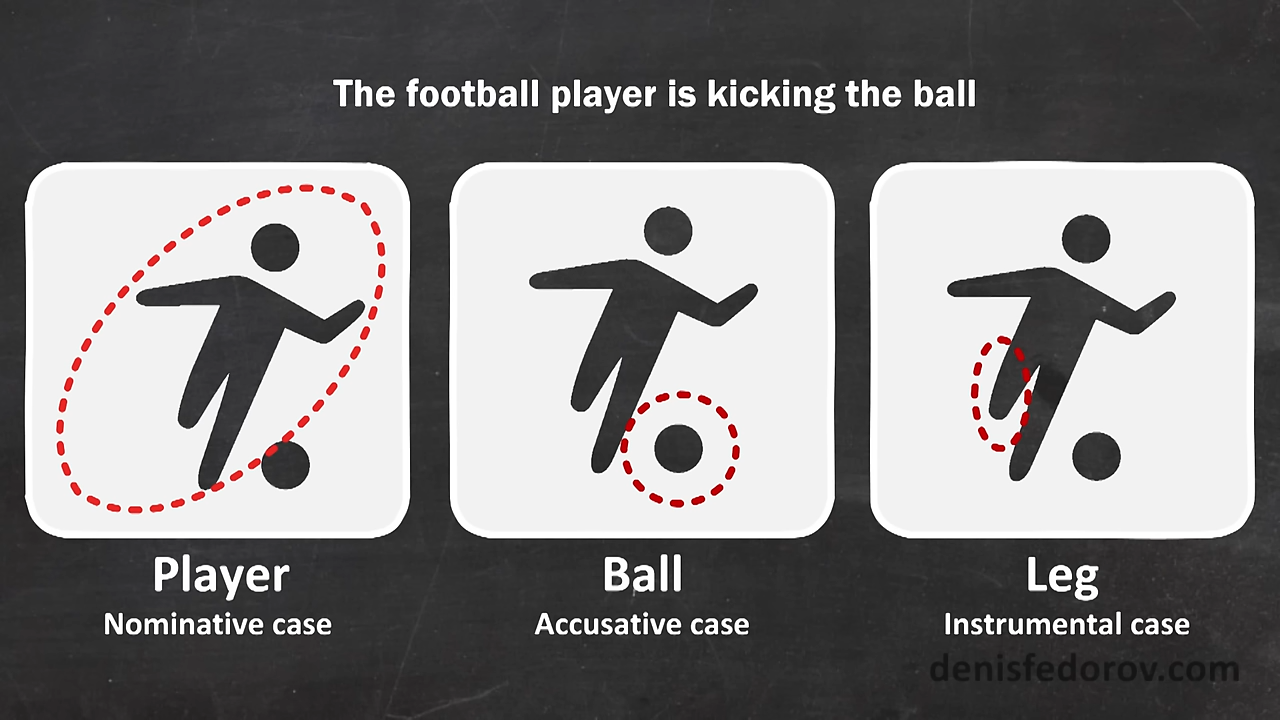 The football player is kicking the ball
Player
Nominative case
Ball
Accusative case
Leg
Instrumental case
denisfedorov.com